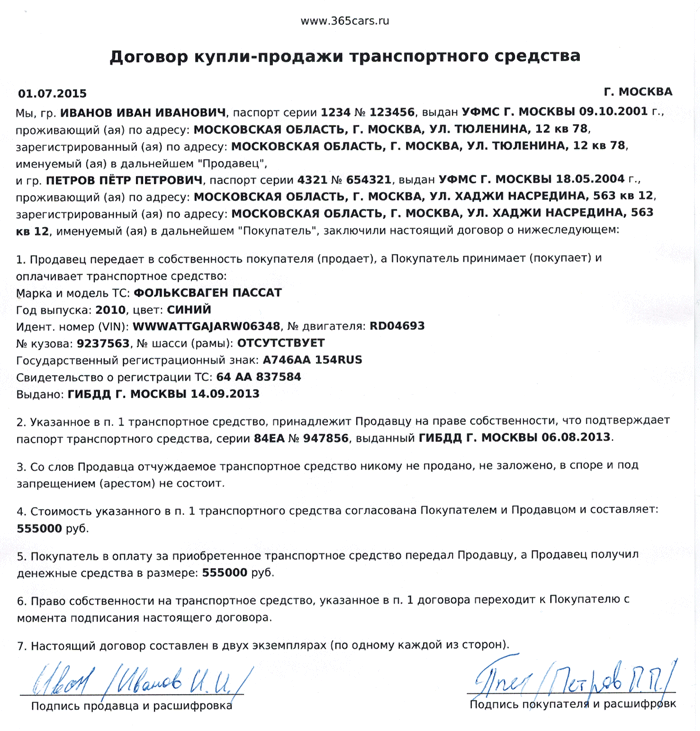 www.365cars.ru
Договор купли-продажи транспортного средства
01.07.2015 Г. МОСКВА
Мы, гр. ИВАНОВ ИВАН ИВАНОВИЧ, паспорт серии 1234 № 123456, выдан УФМС Г. МОСКВЫ 09.10.2001 г.,
проживающий (ая) по адресу: МОСКОВСКАЯ ОБЛАСТЬ, Г. МОСКВА, УЛ. ТЮЛЕНИНА, 12 кв 78,
зарегистрированный (ая) по адресу: МОСКОВСКАЯ ОБЛАСТЬ, Г. МОСКВА, УЛ. ТЮЛЕНИНА, 12 кв 78,
именуемый (ая) в дальнейшем "Продавец",
и гр. ПЕТРОВ ПЁТР ПЕТРОВИЧ, паспорт серии 4321 № 654321, выдан УФМС Г. МОСКВЫ 18.05.2004 г.,
проживающий (ая) по адресу: МОСКОВСКАЯ ОБЛАСТЬ, Г. МОСКВА, УЛ. ХАДЖИ НАСРЕДИНА, 563 кв 12,
зарегистрированный (ая) по адресу: МОСКОВСКАЯ ОБЛАСТЬ, Г. МОСКВА, УЛ. ХАДЖИ НАСРЕДИНА, 563
кв 12, именуемый (ая) в дальнейшем "Покупатель", заключили настоящий договор о нижеследующем:
1. Продавец передает в собственность покупателя (продает), а Покупатель принимает (покупает) и
оплачивает транспортное средство:
Марка и модель ТС: ФОЛЬКСВАГЕН ПАССАТ
Год выпуска: 2010, цвет: СИНИЙ
Идент. номер (VIN): WWWATTGAJARW06348, № двигателя: RD04693
№ кузова: 9237563, № шасси (рамы): ОТСУТСТВУЕТ
Государственный регистрационный знак: А746АА 154RUS
Свидетельство о регистрации ТС: 64 АА 837584
Выдано: ГИБДД Г. МОСКВЫ 14.09.2013
2. Указанное в п. 1 транспортное средство, принадлежит Продавцу на праве собственности, что подтверждает
паспорт транспортного средства, серии 84ЕА № 947856, выданный ГИБДД Г. МОСКВЫ 06.08.2013.
3. Со слов Продавца отчуждаемое транспортное средство никому не продано, не заложено, в споре и под
запрещением (арестом) не состоит.
4. Стоимость указанного в п. 1 транспортного средства согласована Покупателем и Продавцом и составляет:
555000 руб.
5. Покупатель в оплату за приобретенное транспортное средство передал Продавцу, а Продавец получил
денежные средства в размере: 555000 руб.
6. Право собственности на транспортное средство, указанное в п. 1 договора переходит к Покупателю с
момента подписания настоящего договора.
7. Настоящий договор составлен в двух экземплярах (по одному каждой из сторон).
/Иванов И.И./ /Петров П.П./
Подпись продавца и расшифровка Подпись покупателя и расшифровк